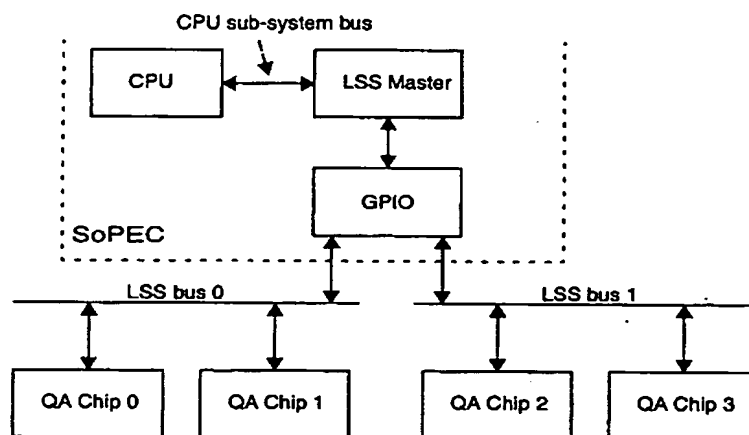 CPU sub-system bus
CPU
LSS Master
GPIO
SoPEC
LSS bus 0
LSS bus 1
QA Chip 0
QA Chip 1
QA Chip 2
QA Chip 3